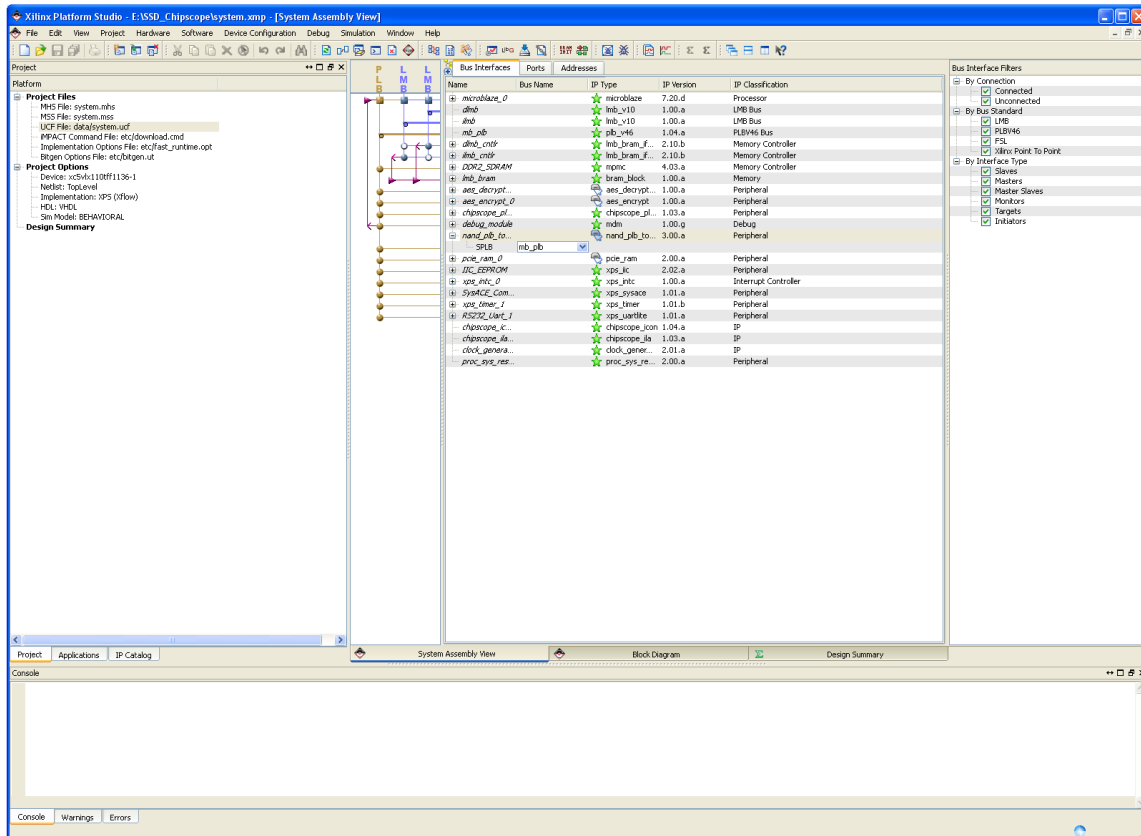 Xilinx Platform Studio - E:\SSD_Chipscope\system.xmp - [System Assembly View]
File Edit View Project Hardware Software Device Configuration Debug Simulation Window Help
Project
Platform
Project Files
MHS File: system.mhs
MSS File: system.mss
UCF File: data/system.ucf
iMPACT Command File: etc/download.cmd
Implementation Options File: etc/fast_runtime.opt
Bitgen Options File: etc/bitgen.ut
Project Options
Device: xc5vlx110tff1136-1
Netlist: TopLevel
Implementation: XPS (Xflow)
HDL: VHDL
Sim Model: BEHAVIORAL
Design Summary
Project Applications IP Catalog
PLB LMB LMB
Bus Interfaces Ports Addresses
Name Bus Name IP Type IP Version IP Classification
microblaze_0 microblaze 7.20.d Processor
dlmb lmb_v10 1.00.a LMB Bus
ilmb lmb_v10 1.00.a LMB Bus
mb_plb plb_v46 1.04.a PLBV46 Bus
dlmb_cntlr lmb_bram_if... 2.10.b Memory Controller
ilmb_cntlr lmb_bram_if... 2.10.b Memory Controller
DDR2_SDRAM mpmc 4.03.a Memory Controller
lmb_bram bram_block 1.00.a Memory
aes_decrypt... aes_decrypt... 1.00.a Peripheral
aes_encrypt_0 aes_encrypt 1.00.a Peripheral
chipscope_pl... chipscope_pl... 1.03.a Peripheral
debug_module mdm 1.00.g Debug
nand_plb_to... nand_plb_to... 3.00.a Peripheral
SPLB mb_plb
pcie_ram_0 pcie_ram 2.00.a Peripheral
IIC_EEPROM xps_iic 2.02.a Peripheral
xps_intc_0 xps_intc 1.00.a Interrupt Controller
SysACE_Com... xps_sysace 1.01.a Peripheral
xps_timer_1 xps_timer 1.01.b Peripheral
RS232_Uart_1 xps_uartlite 1.01.a Peripheral
chipscope_ic... chipscope_icon 1.04.a IP
chipscope_ila... chipscope_ila 1.03.a IP
clock_genera... clock_gener... 2.01.a IP
proc_sys_res... proc_sys_re... 2.00.a Peripheral
System Assembly View Block Diagram Design Summary
Bus Interface Filters
By Connection
Connected
Unconnected
By Bus Standard
LMB
PLBV46
FSL
Xilinx Point To Point
By Interface Type
Slaves
Masters
Master Slaves
Monitors
Targets
Initiators
Console
Console Warnings Errors